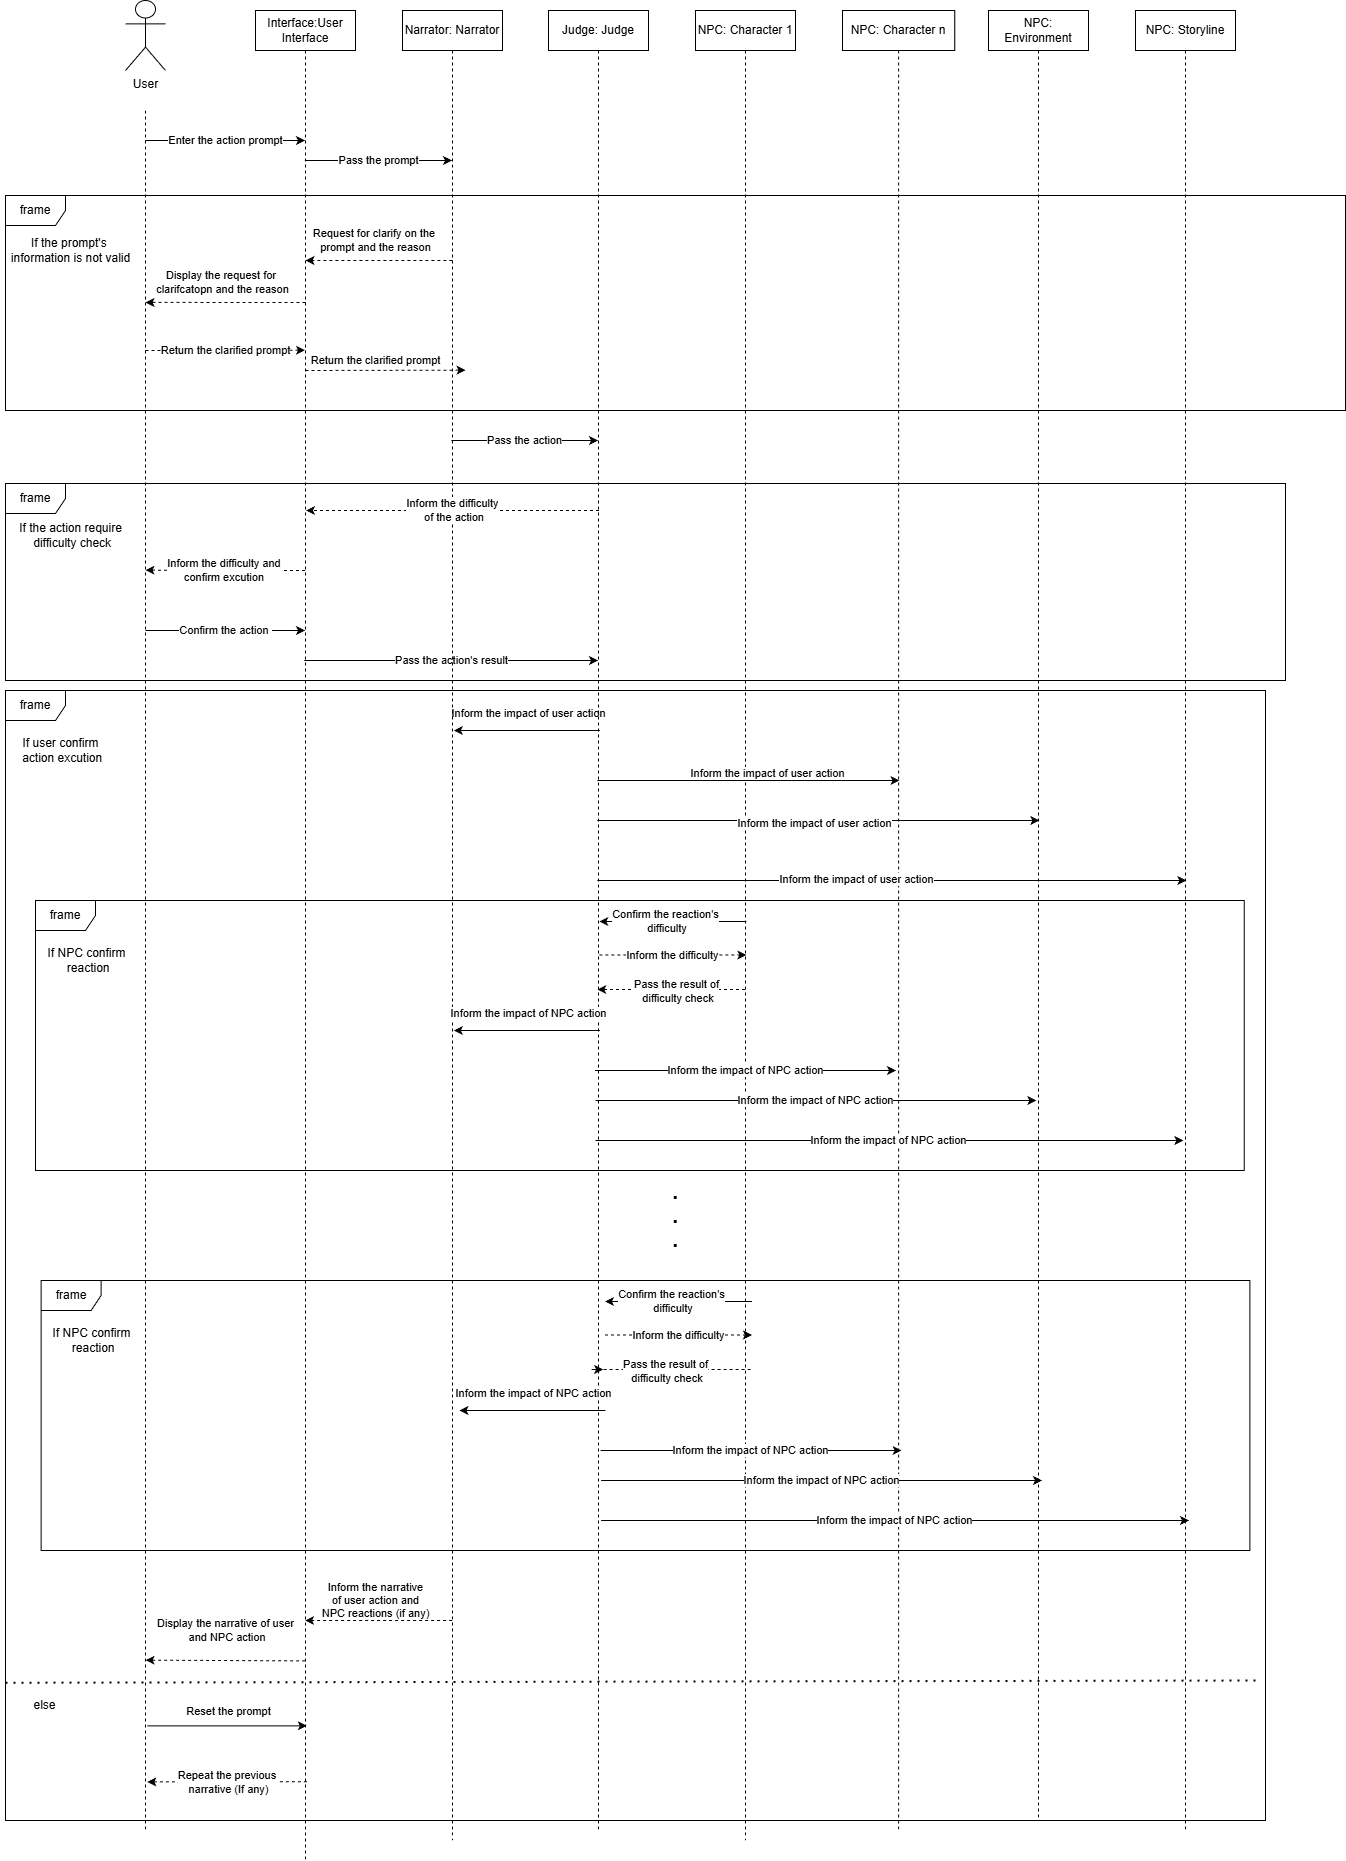 User
Interface:User
Interface
Narrator: Narrator
Judge: Judge
NPC: Character 1
NPC: Character n
NPC:
Environment
NPC: Storyline
Enter the action prompt
Pass the prompt
frame
If the prompt's
information is not valid
Request for clarify on the
prompt and the reason
Display the request for
clarifcatopn and the reason
Return the clarified prompt
Return the clarified prompt
Pass the action
frame
If the action require
difficulty check
Inform the difficulty
of the action
Inform the difficulty and
confirm excution
Confirm the action
Pass the action's result
frame
If user confirm
action excution
Inform the impact of user action
Inform the impact of user action
Inform the impact of user action
Inform the impact of user action
frame
If NPC confirm
reaction
Confirm the reaction's
difficulty
Inform the difficulty
Pass the result of
difficulty check
Inform the impact of NPC action
Inform the impact of NPC action
Inform the impact of NPC action
Inform the impact of NPC action
.
.
.
frame
If NPC confirm
reaction
Confirm the reaction's
difficulty
Inform the difficulty
Pass the result of
difficulty check
Inform the impact of NPC action
Inform the impact of NPC action
Inform the impact of NPC action
Inform the impact of NPC action
Inform the narrative
of user action and
NPC reactions (if any)
Display the narrative of user
and NPC action
else
Reset the prompt
Repeat the previous
narrative (If any)